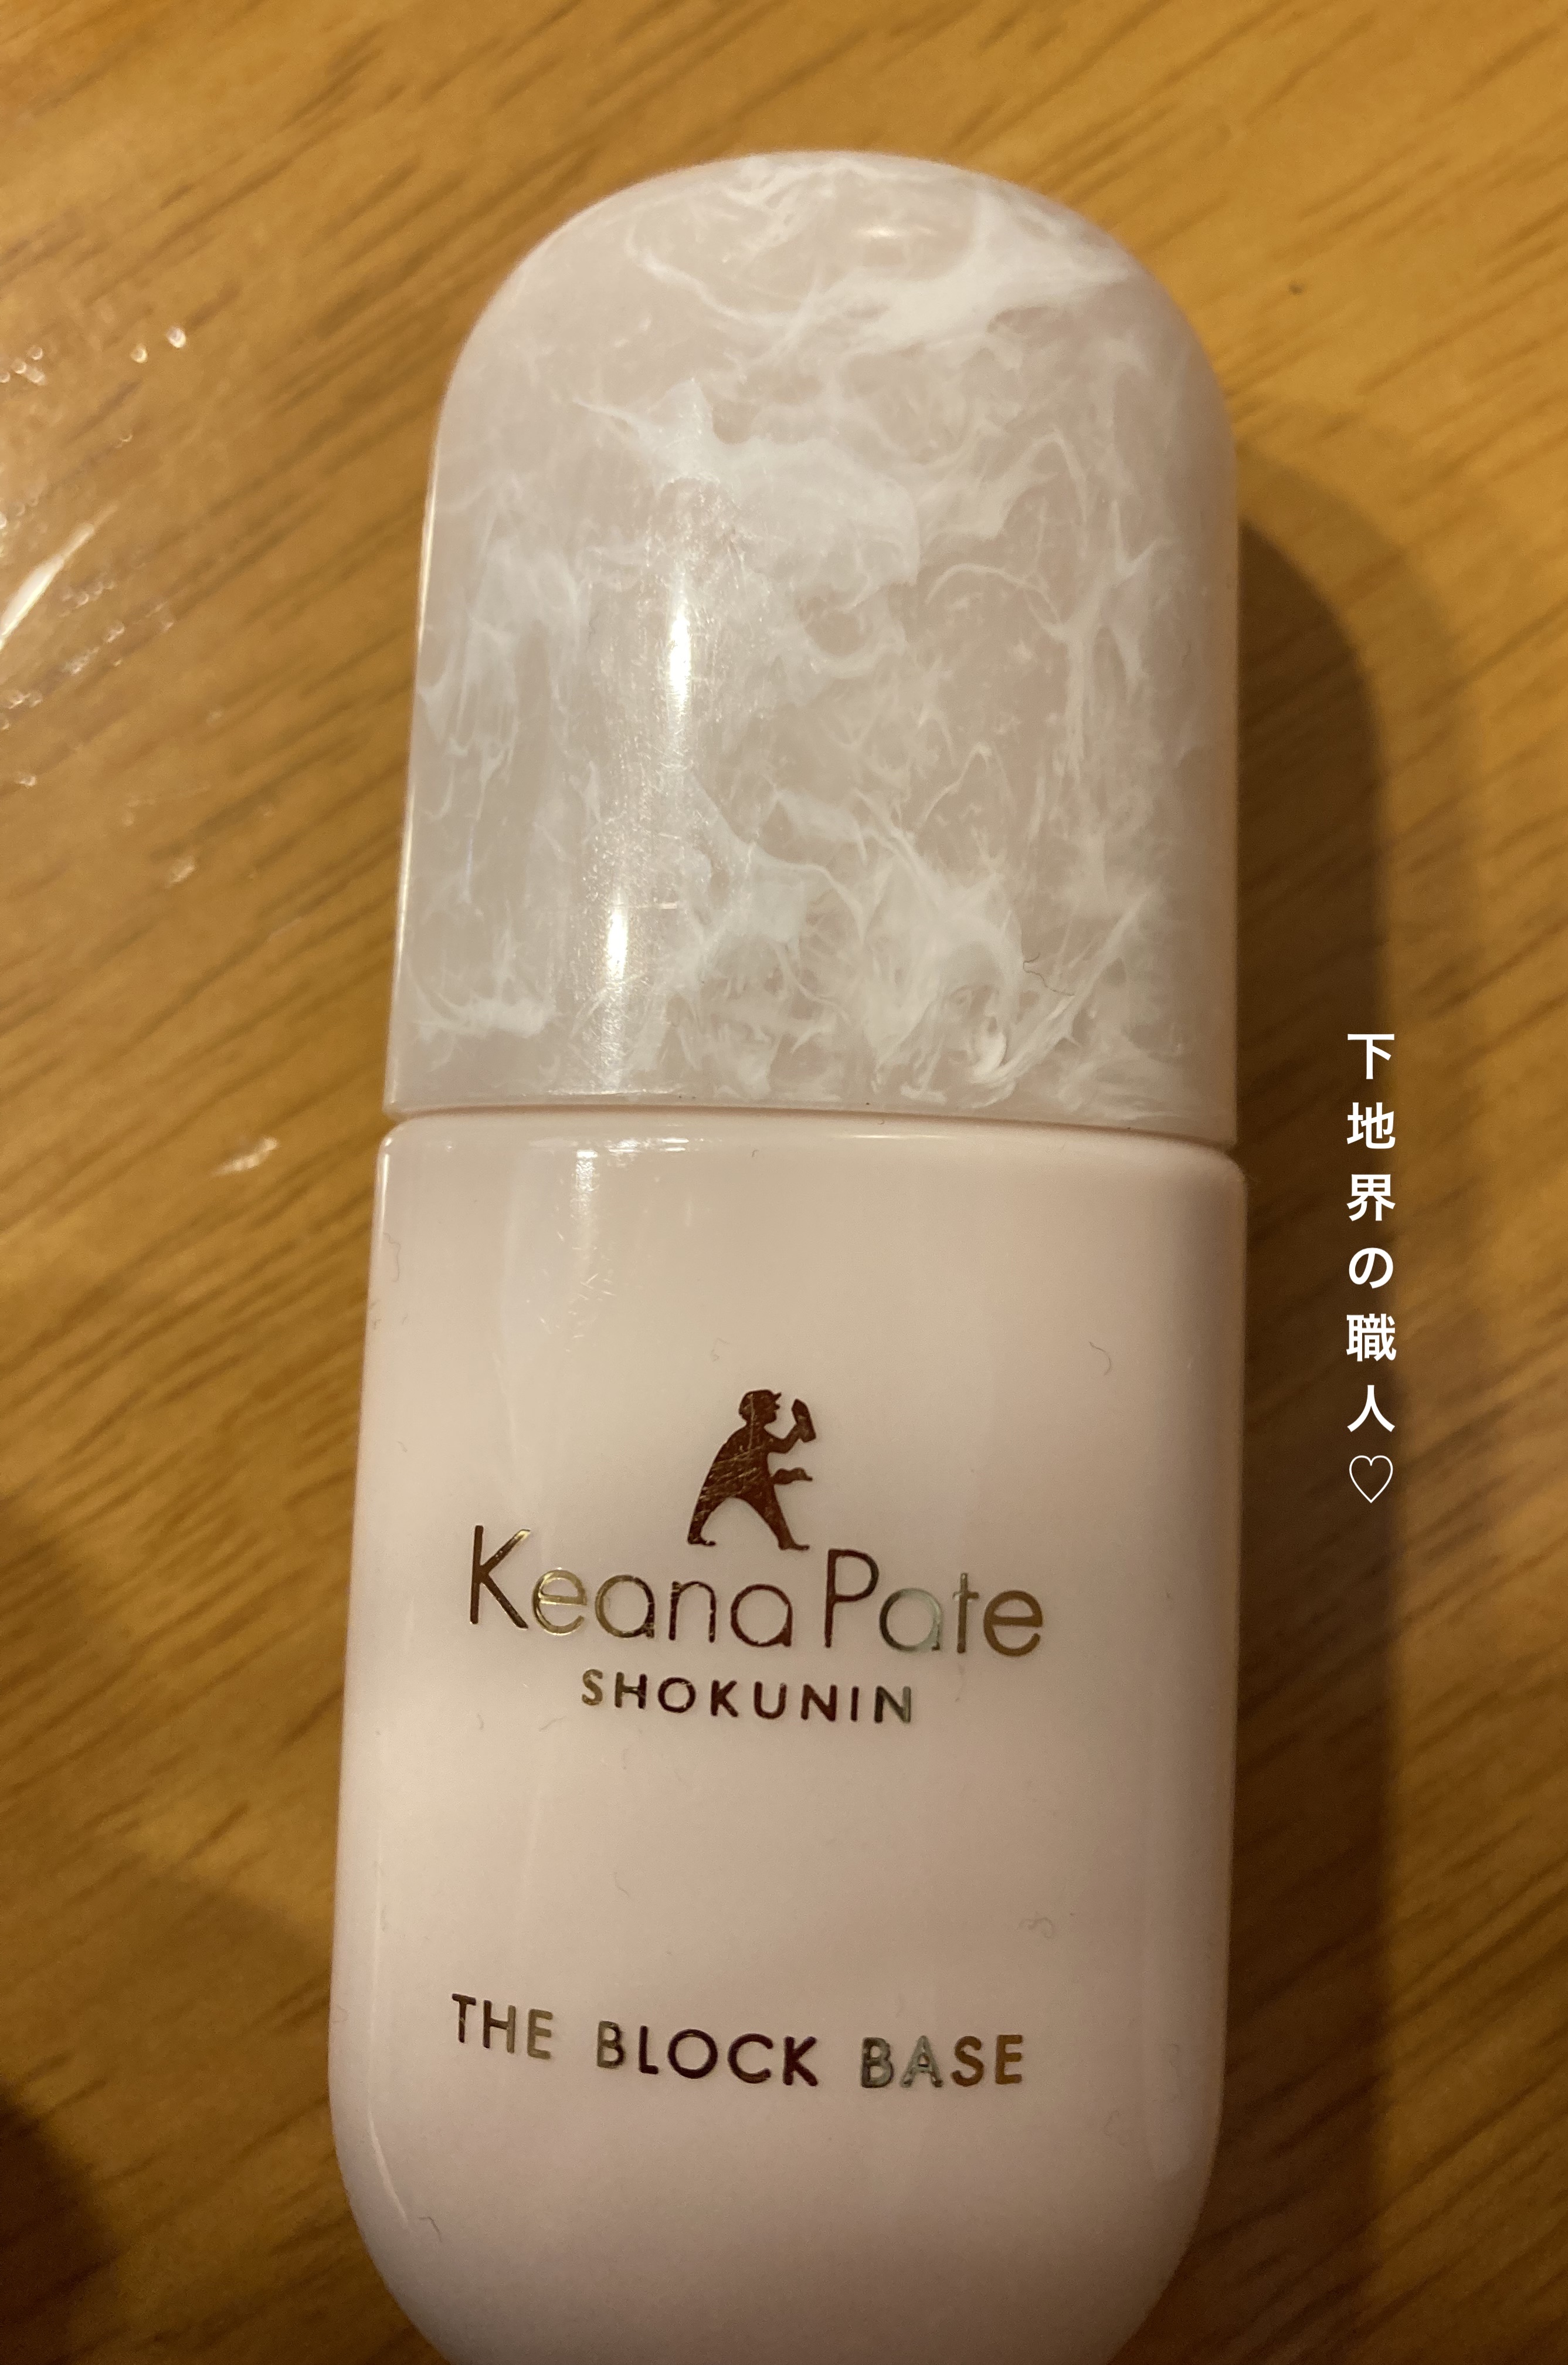 Keana Pate
SHOKUNIN
THE BLOCK BASE
下地界の職人♡